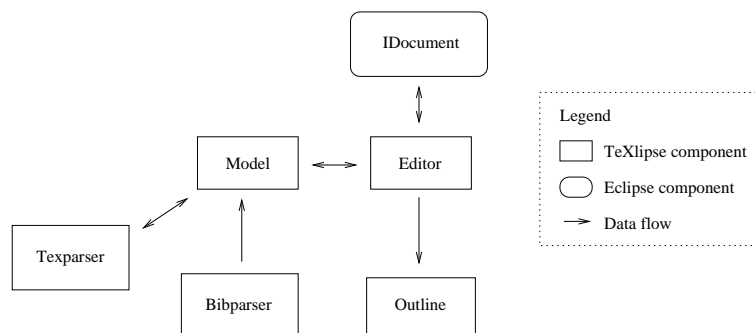 IDocument
Legend
TeXlipse component
Model
Editor
Eclipse component
Data flow
Texparser
Bibparser
Outline